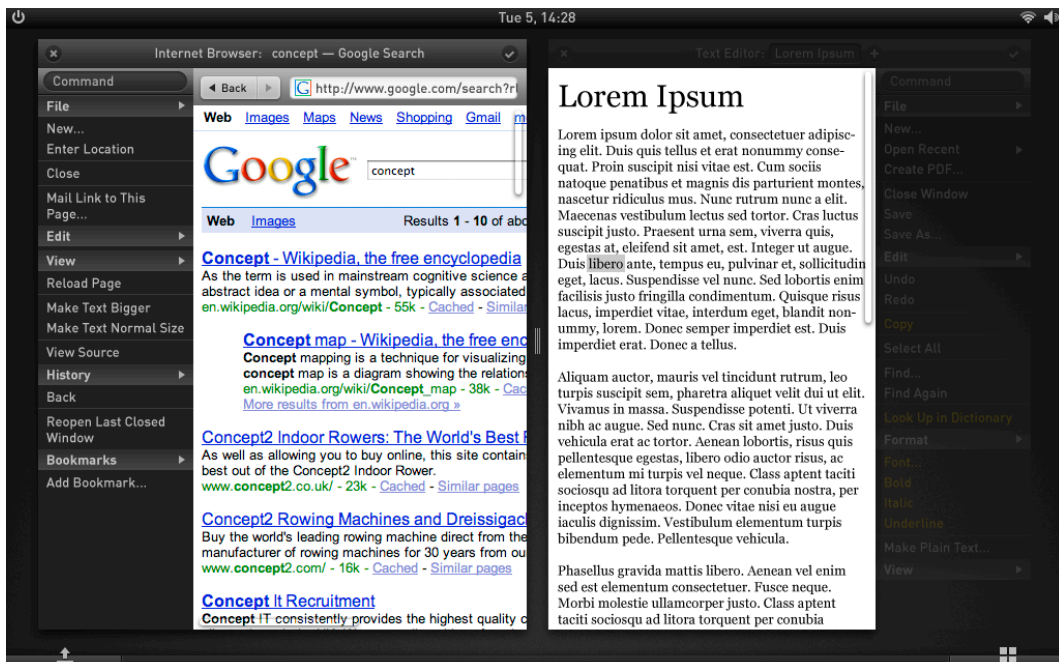 Tue 5, 14:28
Internet Browser: concept — Google Search
Command
File
New...
Enter Location
Close
Mail Link to This
Page...
Edit
View
Reload Page
Make Text Bigger
Make Text Normal Size
View Source
History
Back
Reopen Last Closed
Window
Bookmarks
Add Bookmark...
Back
G http://www.google.com/search?rl
Web Images Maps News Shopping Gmail
Google
concept
Web Images Results 1 - 10 of abo
Concept - Wikipedia, the free encyclopedia
As the term is used in mainstream cognitive science a
abstract idea or a mental symbol, typically associated
en.wikipedia.org/wiki/Concept - 55k - Cached - Similar
Concept map - Wikipedia, the free enc
Concept mapping is a technique for visualizing
concept map is a diagram showing the relation
en.wikipedia.org/wiki/Concept_map - 38k - Cac
More results from en.wikipedia.org »
Concept2 Indoor Rowers: The World's Best
As well as allowing you to buy online, this site contain
best out of the Concept2 Indoor Rower.
www.concept2.co.uk/ - 23k - Cached - Similar pages
Concept2 Rowing Machines and Dreissigacl
Buy the world's leading rowing machine direct from the
manufacturer of rowing machines for 30 years from ou
www.concept2.com/ - 16k - Cached - Similar pages
Concept It Recruitment
Concept IT consistently provides the highest quality c
Text Editor: Lorem Ipsum +
Lorem Ipsum
Lorem ipsum dolor sit amet, consectetuer adipisc-
ing elit. Duis quis tellus et erat nonummy conse-
quat. Proin suscipit nisi vitae est. Cum sociis
natoque penatibus et magnis dis parturient montes,
nascetur ridiculus mus. Nunc rutrum nunc a elit.
Maecenas vestibulum lectus sed tortor. Cras luctus
suscipit justo. Praesent urna sem, viverra quis,
egestas at, eleifend sit amet, est. Integer ut augue.
Duis libero ante, tempus eu, pulvinar et, sollicitudin
eget, lacus. Suspendisse vel nunc. Sed lobortis enim
facilisis justo fringilla condimentum. Quisque risus
lacus, imperdiet vitae, interdum eget, blandit non-
ummy, lorem. Donec semper imperdiet est. Duis
imperdiet erat. Donec a tellus.
Aliquam auctor, mauris vel tincidunt rutrum, leo
turpis suscipit sem, pharetra aliquet velit dui ut elit.
Vivamus in massa. Suspendisse potenti. Ut viverra
nibh ac augue. Sed nunc. Cras sit amet justo. Duis
vehicula erat ac tortor. Aenean lobortis, risus quis
pellentesque egestas, libero odio auctor risus, ac
elementum mi turpis vel neque. Class aptent taciti
sociosqu ad litora torquent per conubia nostra, per
inceptos hymenaeos. Donec vitae nisi eu augue
iaculis dignissim. Vestibulum elementum turpis
bibendum pede. Pellentesque vehicula.
Phasellus gravida mattis libero. Aenean vel enim
sed est elementum consectetuer. Fusce neque.
Morbi molestie ullamcorper justo. Class aptent
taciti sociosqu ad litora torquent per conubia
Command
File
New...
Open Recent
Create PDF...
Close Window
Save
Save As...
Edit
Undo
Redo
Copy
Select All
Find...
Find Again
Look Up in Dictionary
Format
Font...
Bold
Italic
Underline
Make Plain Text...
View